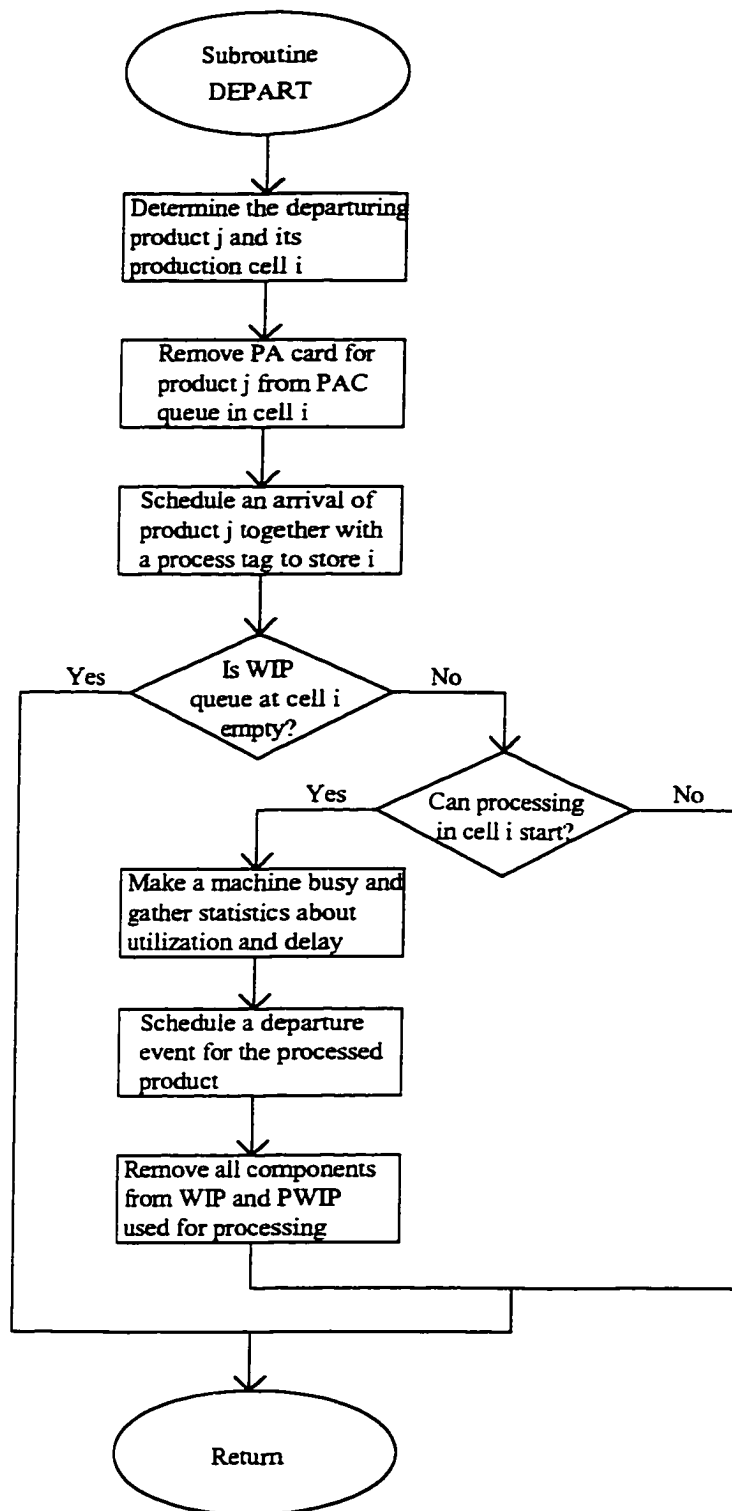 Subroutine
DEPART
Determine the departuring
product j and its
production cell i
Remove PA card for
product j from PAC
queue in cell i
Schedule an arrival of
product j together with
a process tag to store i
Yes
Is WIP
queue at cell i
empty?
No
Yes
Can processing
in cell i start?
No
Make a machine busy and
gather statistics about
utilization and delay
Schedule a departure
event for the processed
product
Remove all components
from WIP and PWIP
used for processing
Return